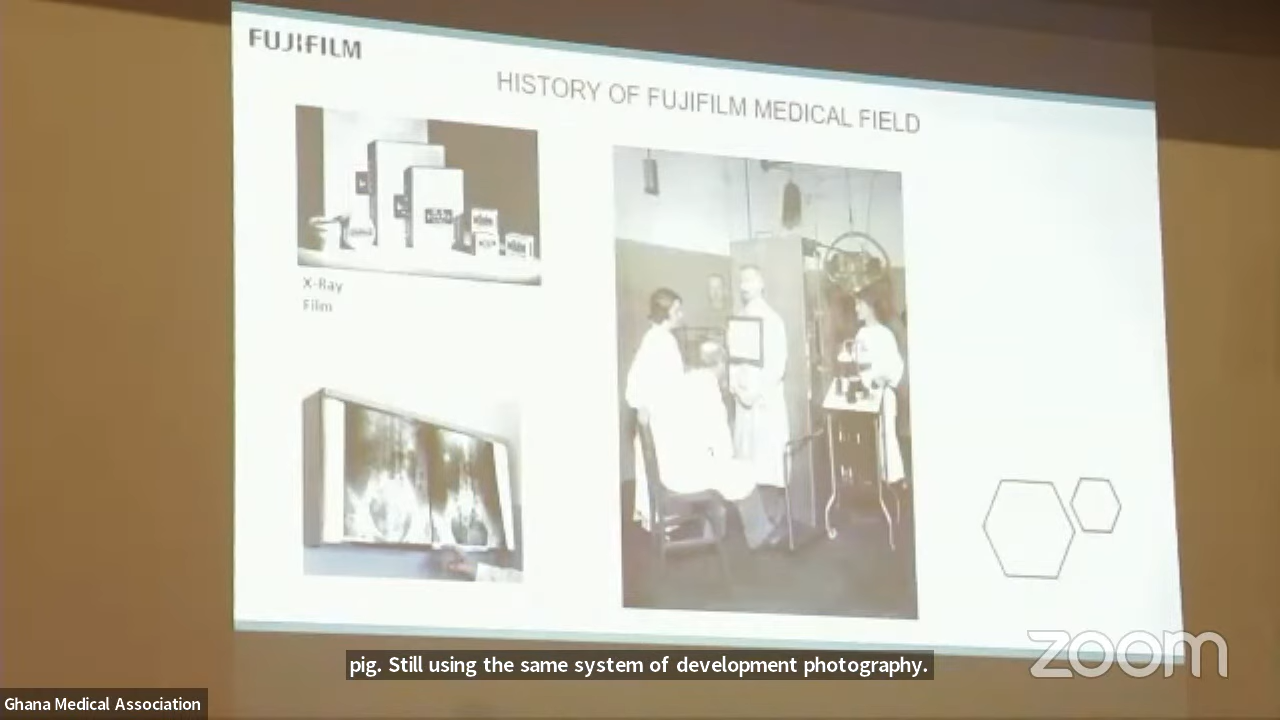 FUJIFILM
HISTORY OF FUJIFILM MEDICAL FIELD
X-Ray
Film
pig. Still using the same system of development photography.
zoom
Ghana Medical Association